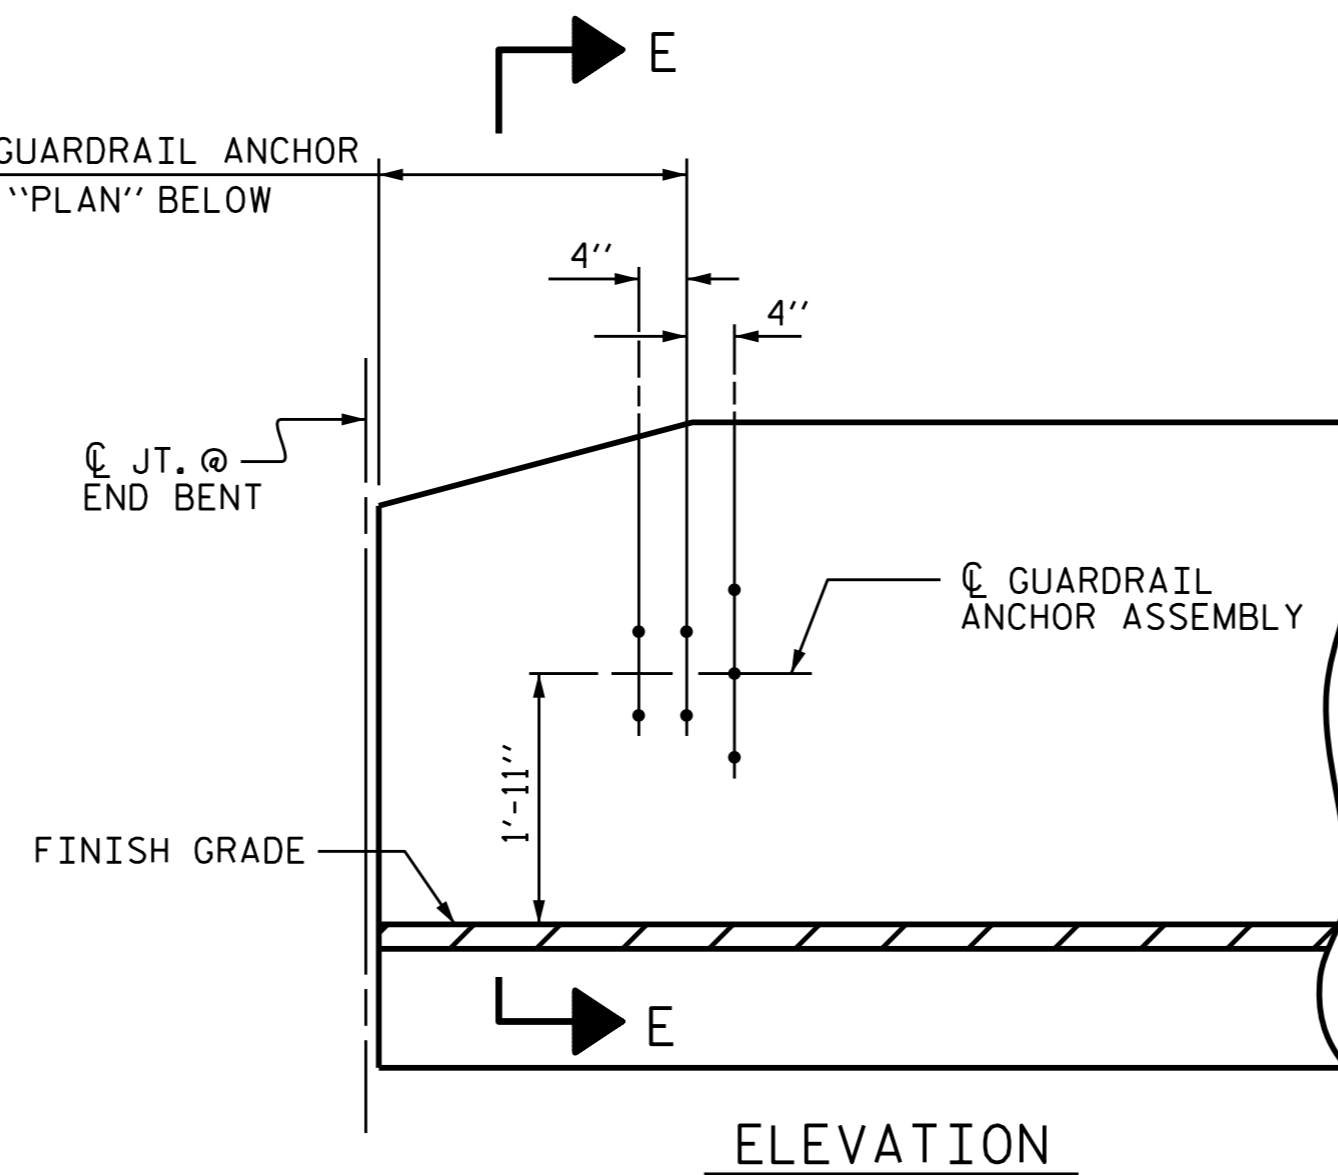 E
GUARDRAIL ANCHOR
"PLAN" BELOW
4"
4"
℄ JT. @
END BENT
℄ GUARDRAIL
ANCHOR ASSEMBLY
1'-11"
FINISH GRADE
E
ELEVATION